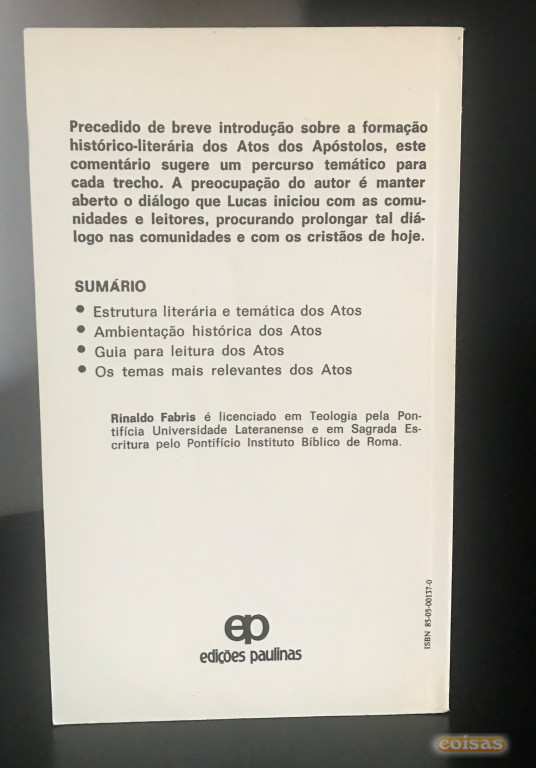 Precedido de breve introdução sobre a formação
histórico-literária dos Atos dos Apóstolos, este
comentário sugere um percurso temático para
cada trecho. A preocupação do autor é manter
aberto o diálogo que Lucas iniciou com as comu-
nidades e leitores, procurando prolongar tal diá-
logo nas comunidades e com os cristãos de hoje.
SUMÁRIO
• Estrutura literária e temática dos Atos
• Ambientação histórica dos Atos
• Guia para leitura dos Atos
• Os temas mais relevantes dos Atos
Rinaldo Fabris é licenciado em Teologia pela Pon-
tifícia Universidade Lateranense e em Sagrada Es-
critura pelo Pontifício Instituto Bíblico de Roma.
ISBN 85-05-00137-0
ep
edições paulinas
coisas